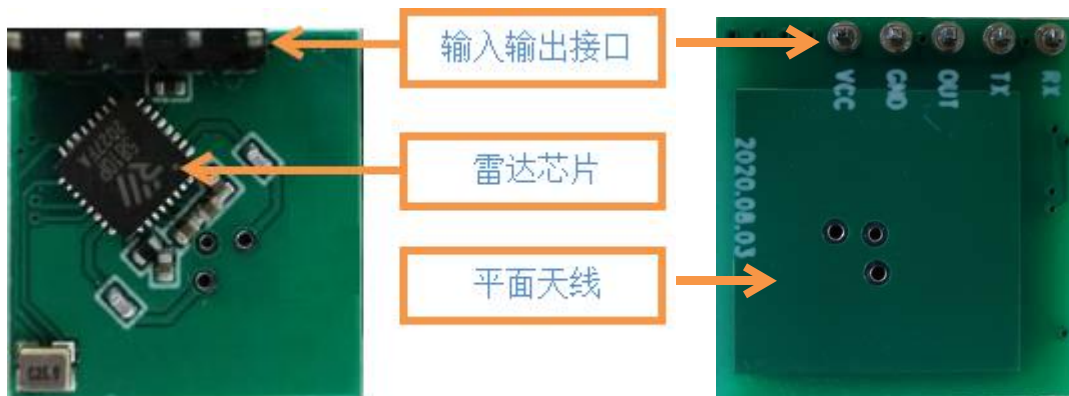 输入输出接口
雷达芯片
平面天线
VCC
GND
OUT
TX
RX
2020.08.03